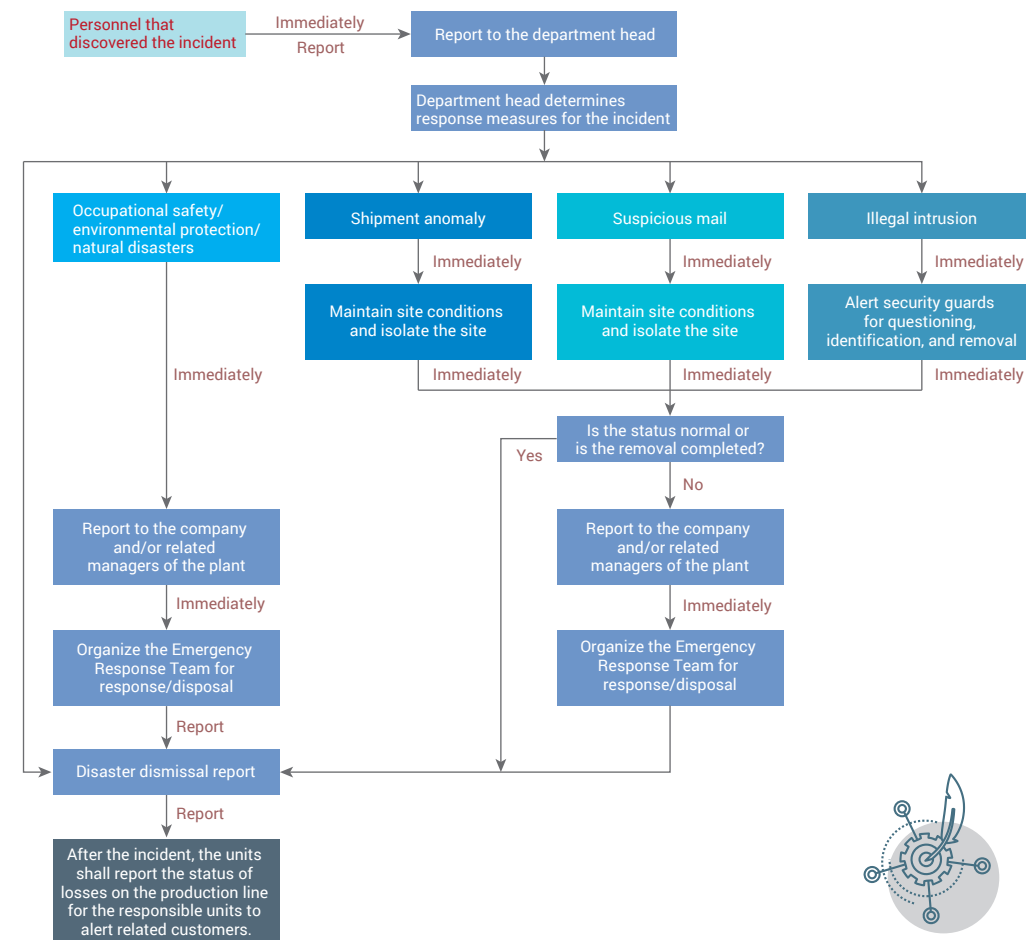 Personnel that
discovered the incident
Immediately
Report
Report to the department head
Department head determines
response measures for the incident
Occupational safety/
environmental protection/
natural disasters
Shipment anomaly
Suspicious mail
Illegal intrusion
Immediately
Immediately
Immediately
Maintain site conditions
and isolate the site
Maintain site conditions
and isolate the site
Alert security guards
for questioning,
identification, and removal
Immediately
Immediately
Immediately
Immediately
Is the status normal or
is the removal completed?
Yes
No
Report to the company
and/or related
managers of the plant
Report to the company
and/or related
managers of the plant
Immediately
Immediately
Organize the Emergency
Response Team for
response/disposal
Organize the Emergency
Response Team for
response/disposal
Report
Disaster dismissal report
Report
After the incident, the units
shall report the status of
losses on the production line
for the responsible units to
alert related customers.